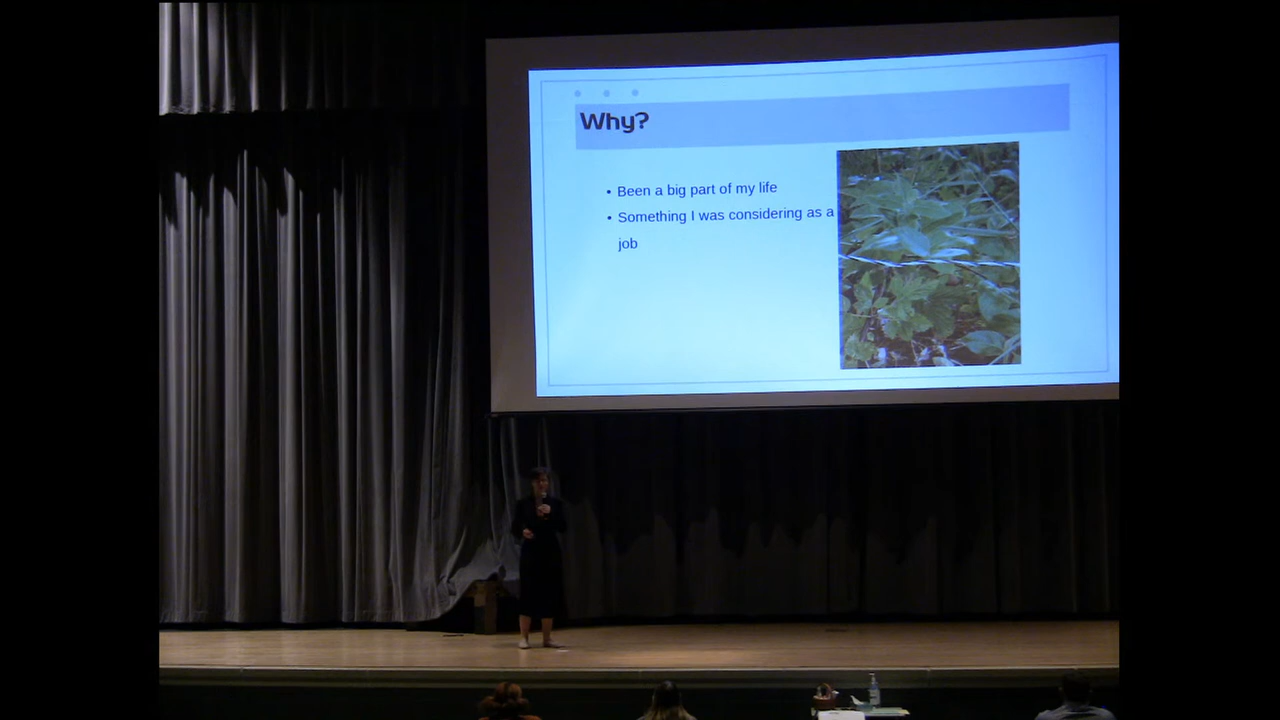 Why?
• Been a big part of my life
• Something I was considering as a
job